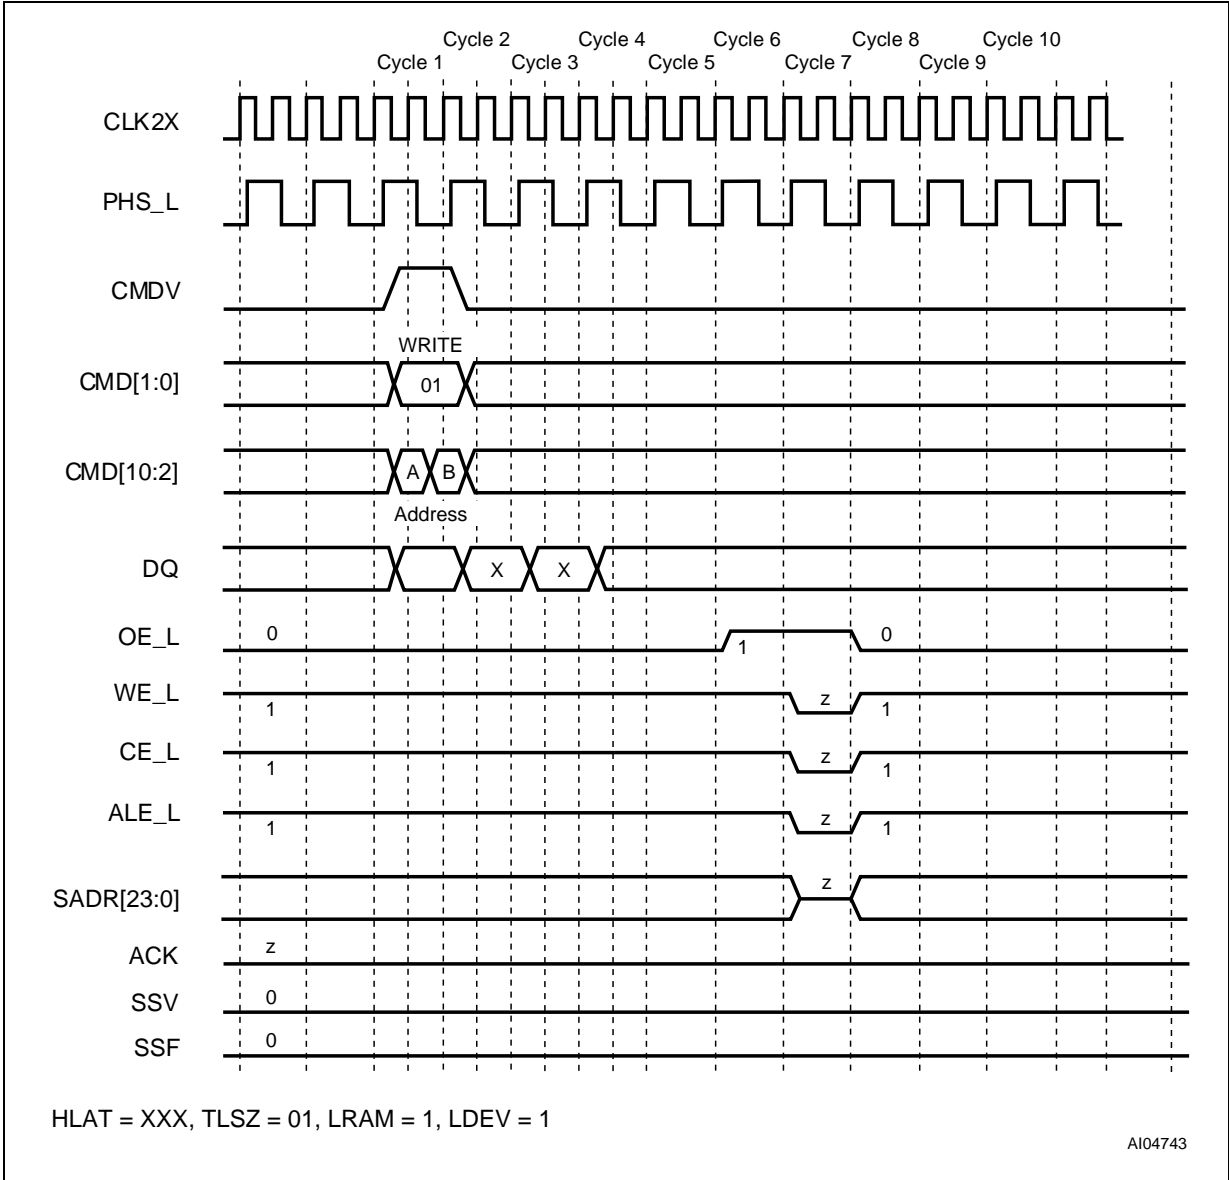 Cycle 2 Cycle 4 Cycle 6 Cycle 8 Cycle 10
Cycle 1 Cycle 3 Cycle 5 Cycle 7 Cycle 9
CLK2X
PHS_L
CMDV
WRITE
CMD[1:0] 01
CMD[10:2] A B
Address
DQ X X
OE_L 0 1 0
WE_L 1 z 1
CE_L 1 z 1
ALE_L 1 z 1
SADR[23:0] z
ACK z
SSV 0
SSF 0
HLAT = XXX, TLSZ = 01, LRAM = 1, LDEV = 1
AI04743